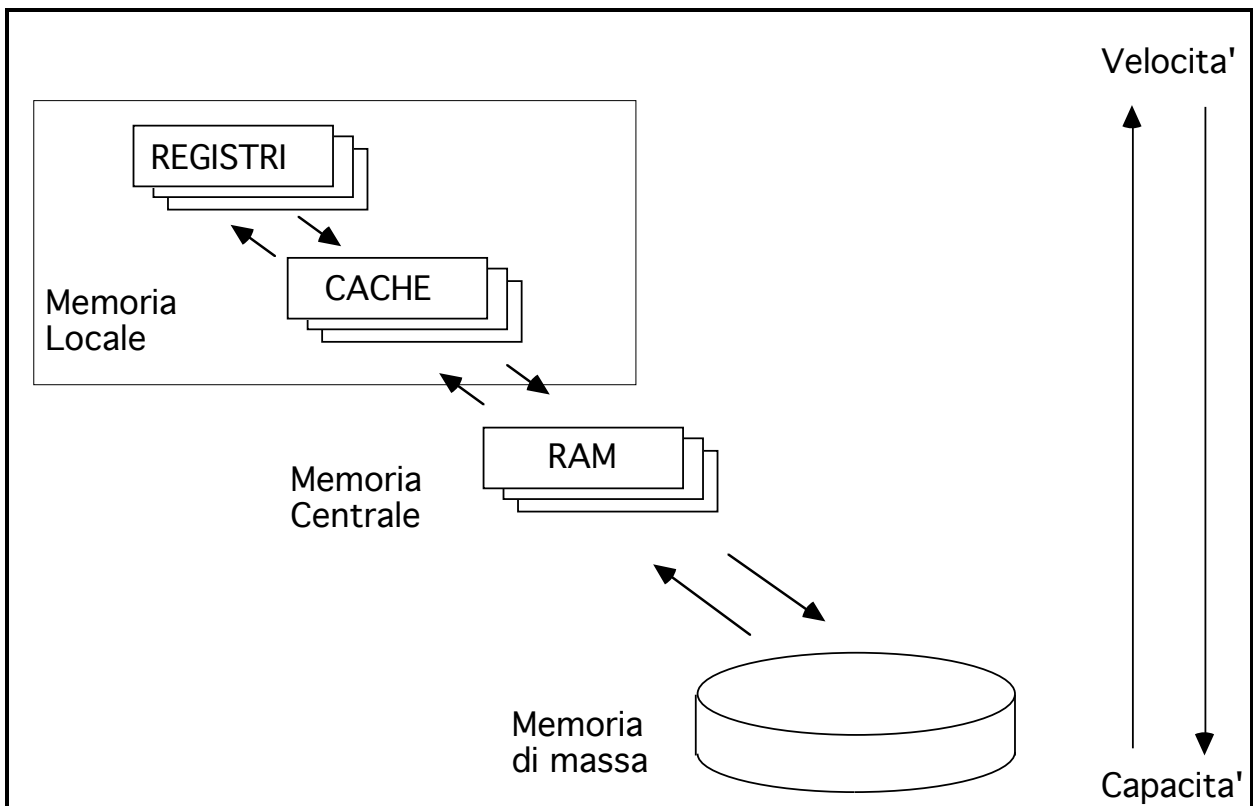 Velocita'
REGISTRI
CACHE
Memoria
Locale
RAM
Memoria
Centrale
Memoria
di massa
Capacita'